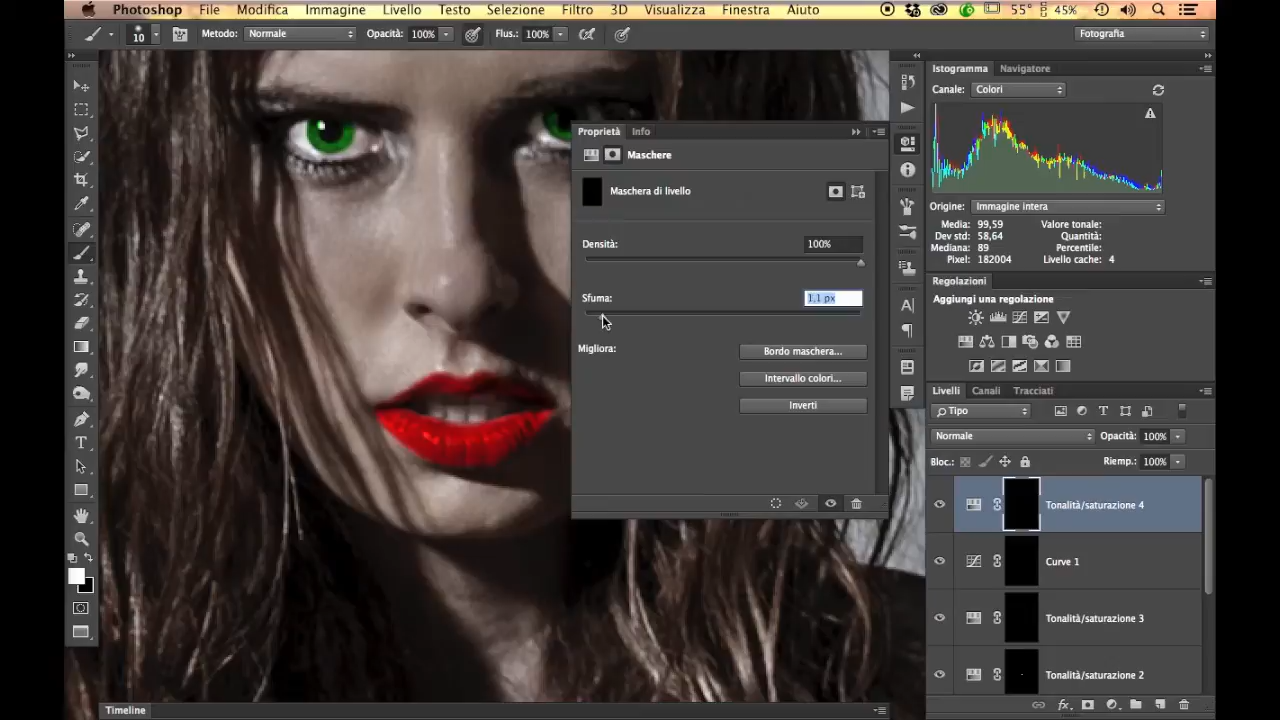 Photoshop File Modifica Immagine Livello Testo Selezione Filtro 3D Visualizza Finestra Aiuto 55° 45%
10 Metodo: Normale Opacità: 100% Flus.: 100% Fotografia
Istogramma Navigatore
Canale: Colori
Origine: Immagine intera
Media: 99,59 Valore tonale:
Dev std: 58,64 Quantità:
Mediana: 89 Percentile:
Pixel: 182004 Livello cache: 4
Regolazioni
Aggiungi una regolazione
Livelli Canali Tracciati
Tipo
Normale Opacità: 100%
Bloc.: Riemp.: 100%
Tonalità/saturazione 4
Curve 1
Tonalità/saturazione 3
Tonalità/saturazione 2
Proprietà Info
Maschere
Maschera di livello
Densità: 100%
Sfuma: 1,1 px
Migliora:
Bordo maschera...
Intervallo colori...
Inverti
Timeline